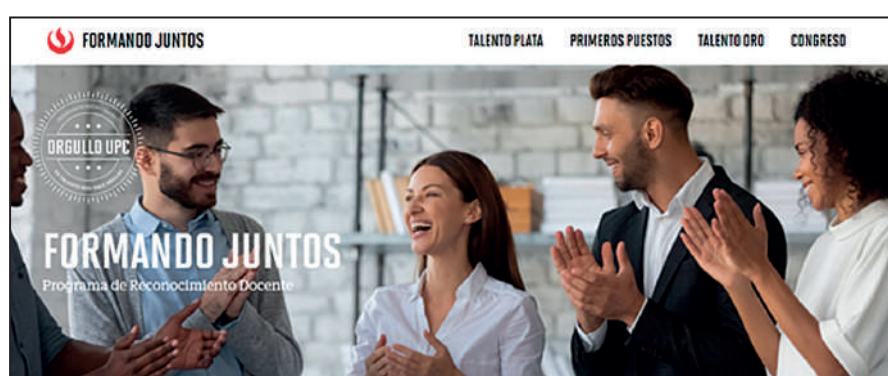 FORMANDO JUNTOS
TALENTO PLATA
PRIMEROS PUESTOS
TALENTO ORO
CONGRESO
ORGULLO UPC
FORMANDO JUNTOS
Programa de Reconocimiento Docente